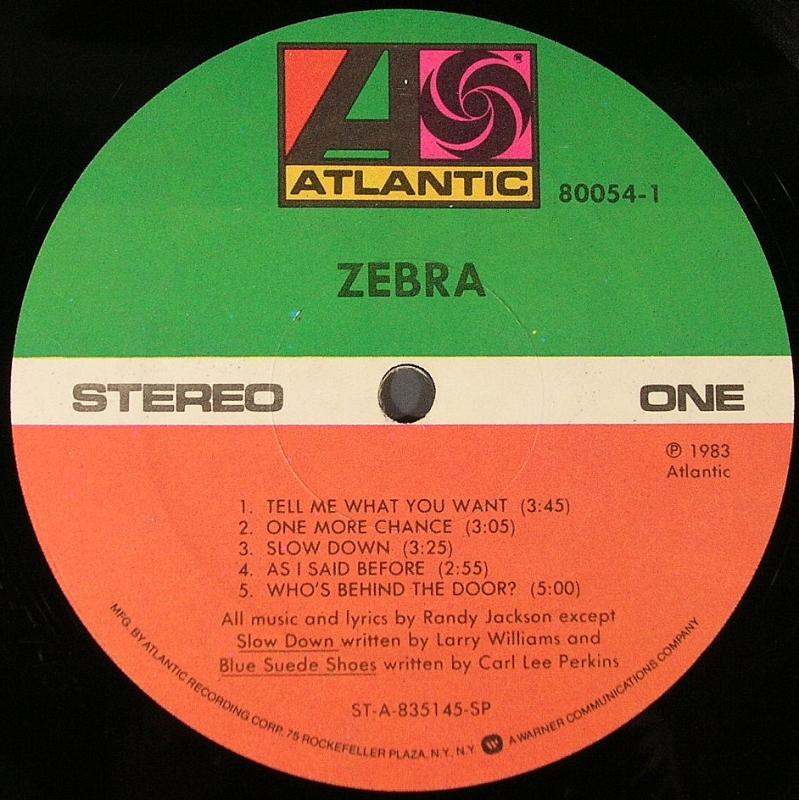 ®
ATLANTIC
80054-1
ZEBRA
STEREO
ONE
℗ 1983
Atlantic
1. TELL ME WHAT YOU WANT (3:45)
2. ONE MORE CHANCE (3:05)
3. SLOW DOWN (3:25)
4. AS I SAID BEFORE (2:55)
5. WHO'S BEHIND THE DOOR? (5:00)
All music and lyrics by Randy Jackson except
Slow Down written by Larry Williams and
Blue Suede Shoes written by Carl Lee Perkins
ST-A-835145-SP
MFG. BY ATLANTIC RECORDING CORP. 75 ROCKEFELLER PLAZA, N.Y., N.Y. A WARNER COMMUNICATIONS COMPANY